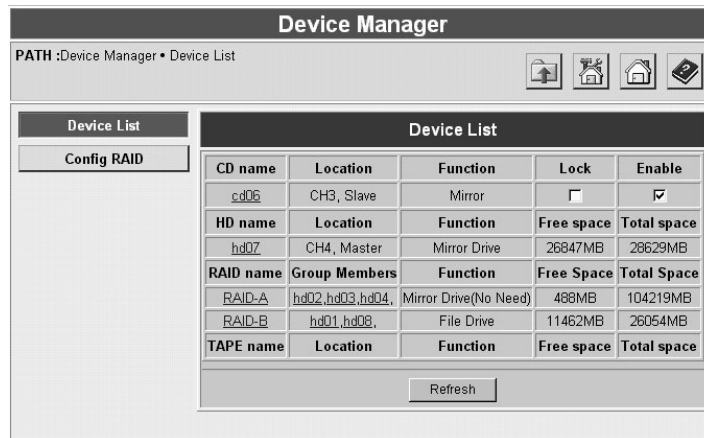 Device Manager
PATH :Device Manager • Device List
Device List
Config RAID
Device List
CD name Location Function Lock Enable
cd06 CH3, Slave Mirror
HD name Location Function Free space Total space
hd07 CH4, Master Mirror Drive 26847MB 28629MB
RAID name Group Members Function Free Space Total Space
RAID-A hd02,hd03,hd04, Mirror Drive(No Need) 488MB 104219MB
RAID-B hd01,hd08, File Drive 11462MB 26054MB
TAPE name Location Function Free space Total space
Refresh